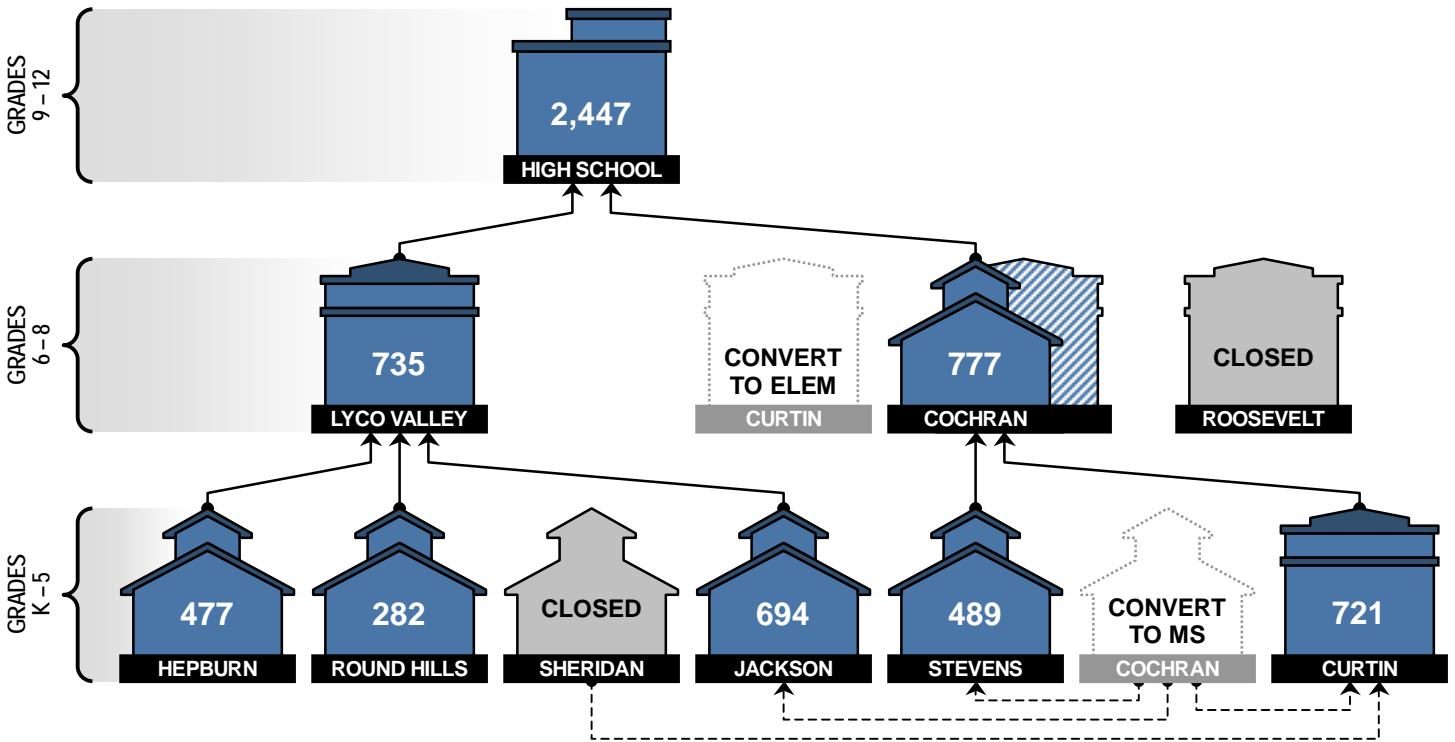 GRADES
9 – 12
2,447
HIGH SCHOOL
GRADES
6 – 8
735
LYCO VALLEY
CONVERT
TO ELEM
CURTIN
777
COCHRAN
CLOSED
ROOSEVELT
GRADES
K – 5
477
HEPBURN
282
ROUND HILLS
CLOSED
SHERIDAN
694
JACKSON
489
STEVENS
CONVERT
TO MS
COCHRAN
721
CURTIN